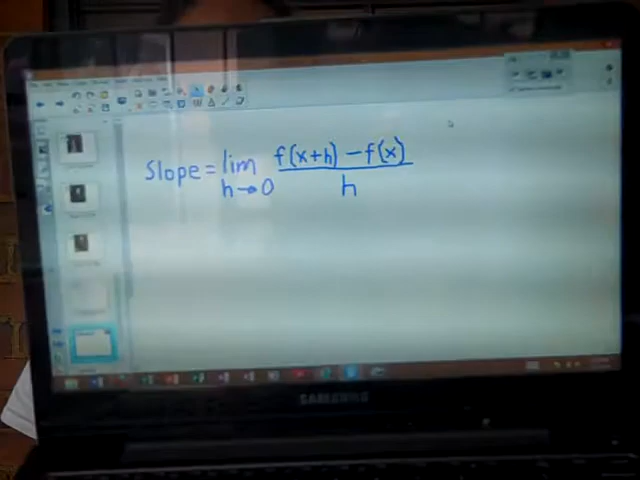 Slope = lim f(x+h) - f(x)
h→0 h
SAMSUNG